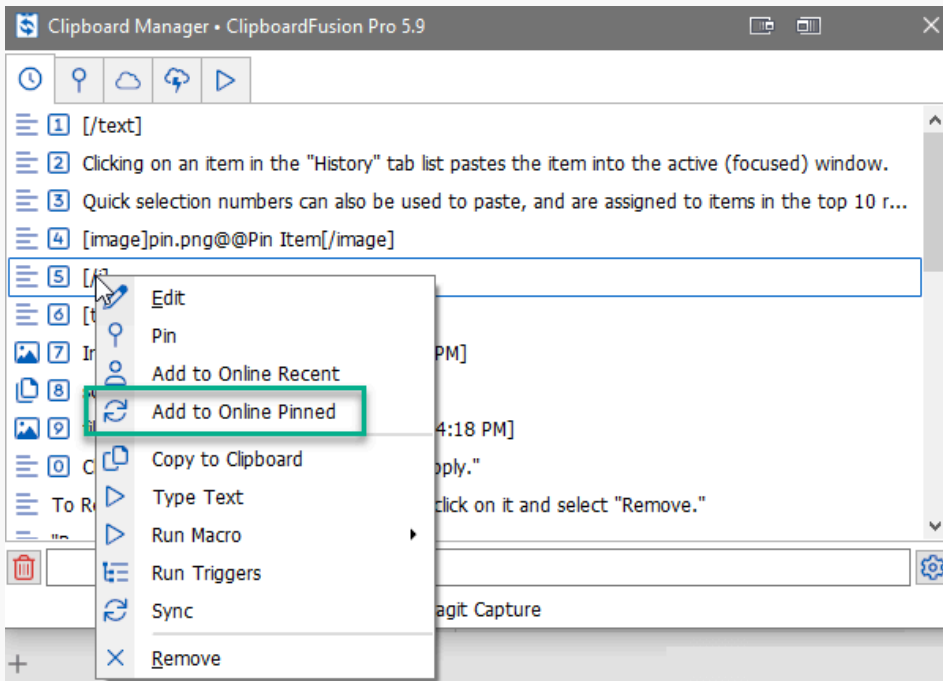 Clipboard Manager • ClipboardFusion Pro 5.9
1 [/text]
2 Clicking on an item in the "History" tab list pastes the item into the active (focused) window.
3 Quick selection numbers can also be used to paste, and are assigned to items in the top 10 r...
4 [image]pin.png@@Pin Item[/image]
5 [/
Edit
6 [t
Pin
7 PM]
Add to Online Recent
8
Add to Online Pinned
9 4:18 PM]
0 C
Copy to Clipboard
Type Text
To R click on it and select "Remove."
Run Macro
Run Triggers
Sync
agit Capture
Remove